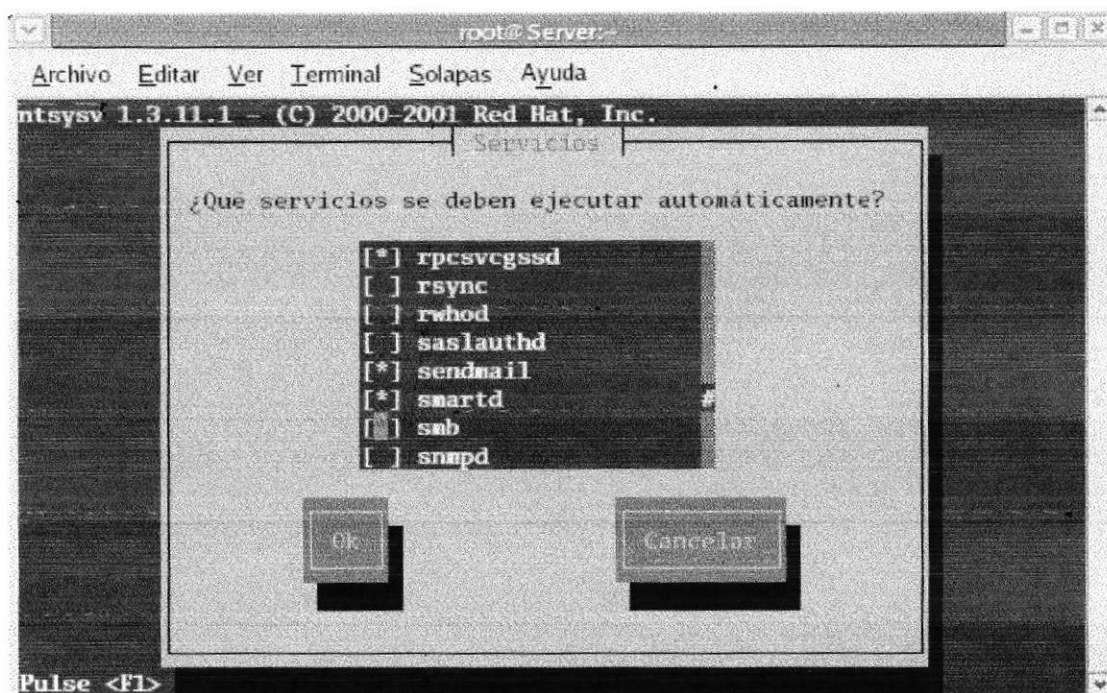 root@Server:~
Archivo Editar Ver Terminal Solapas Ayuda
ntsysv 1.3.11.1 - (C) 2000-2001 Red Hat, Inc.
Servicios
¿Qué servicios se deben ejecutar automáticamente?
[*] rpcsvcgssd
[ ] rsync
[ ] rwhod
[ ] saslauthd
[*] sendmail
[*] smartd #
[ ] smb
[ ] snmpd
Ok Cancelar
Pulse <F1>